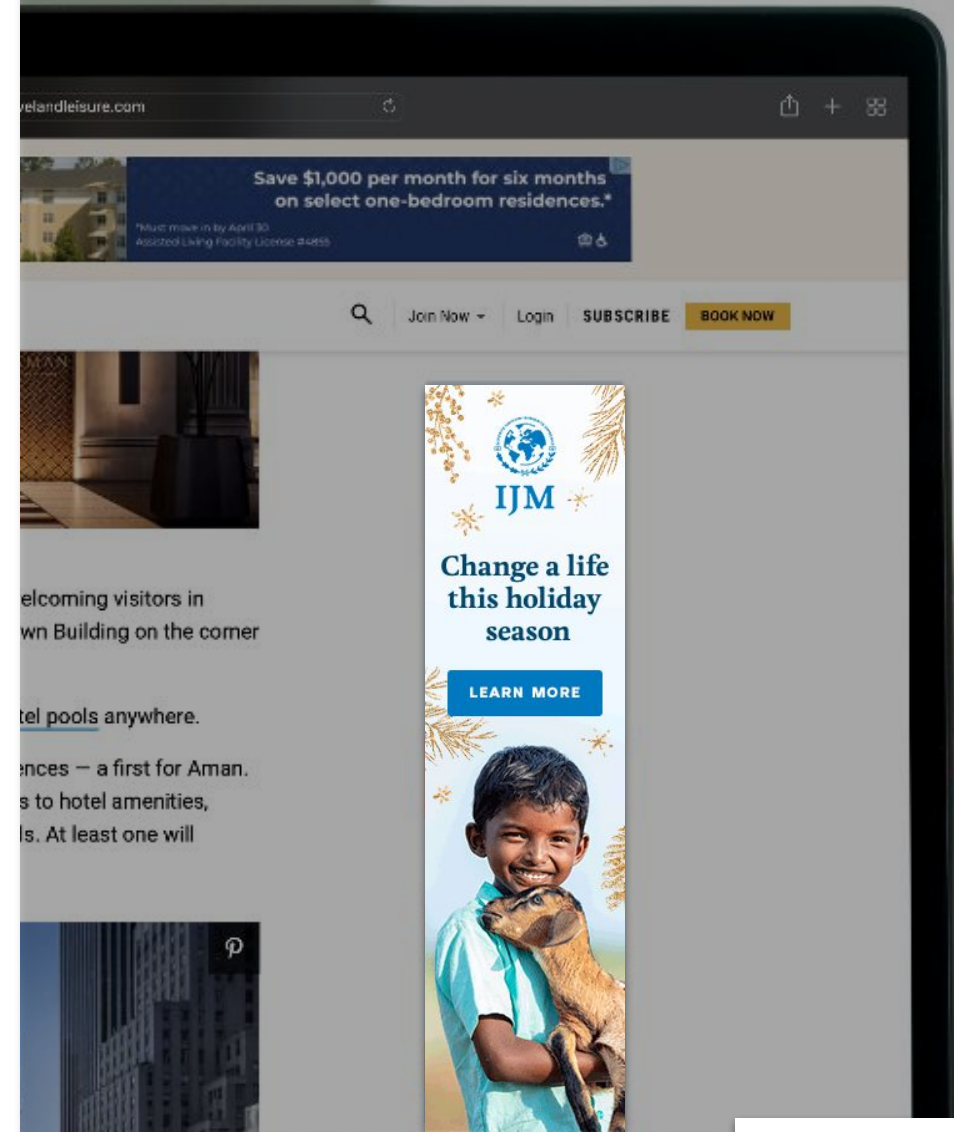 velandleisure.com
Save $1,000 per month for six months
on select one-bedroom residences.*
*Must move in by April 30
Assisted Living Facility License #4855
Join Now
Login
SUBSCRIBE
BOOK NOW
MAN
IJM
Change a life
this holiday
season
LEARN MORE
elcoming visitors in
wn Building on the corner
tel pools anywhere.
ences — a first for Aman.
s to hotel amenities,
ls. At least one will